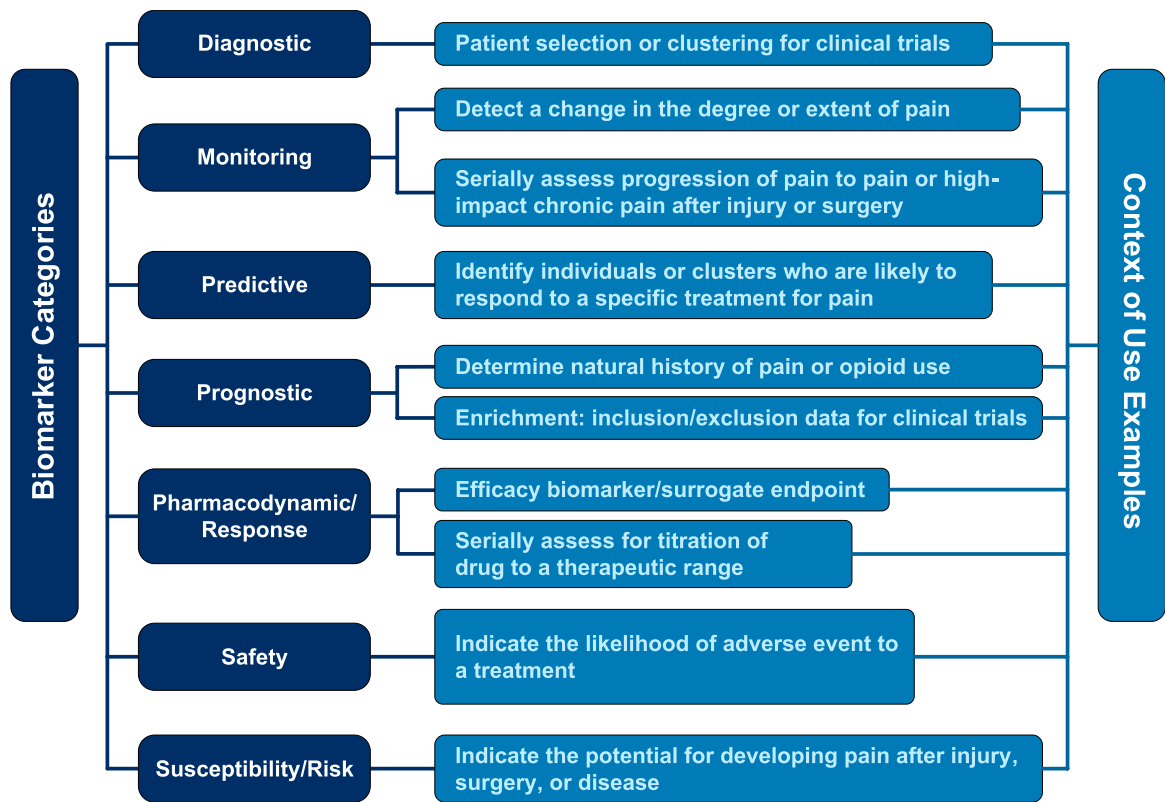 Biomarker Categories
Diagnostic
Patient selection or clustering for clinical trials
Monitoring
Detect a change in the degree or extent of pain
Serially assess progression of pain to pain or high-
impact chronic pain after injury or surgery
Predictive
Identify individuals or clusters who are likely to
respond to a specific treatment for pain
Prognostic
Determine natural history of pain or opioid use
Enrichment: inclusion/exclusion data for clinical trials
Pharmacodynamic/
Response
Efficacy biomarker/surrogate endpoint
Serially assess for titration of
drug to a therapeutic range
Safety
Indicate the likelihood of adverse event to
a treatment
Susceptibility/Risk
Indicate the potential for developing pain after injury,
surgery, or disease
Context of Use Examples